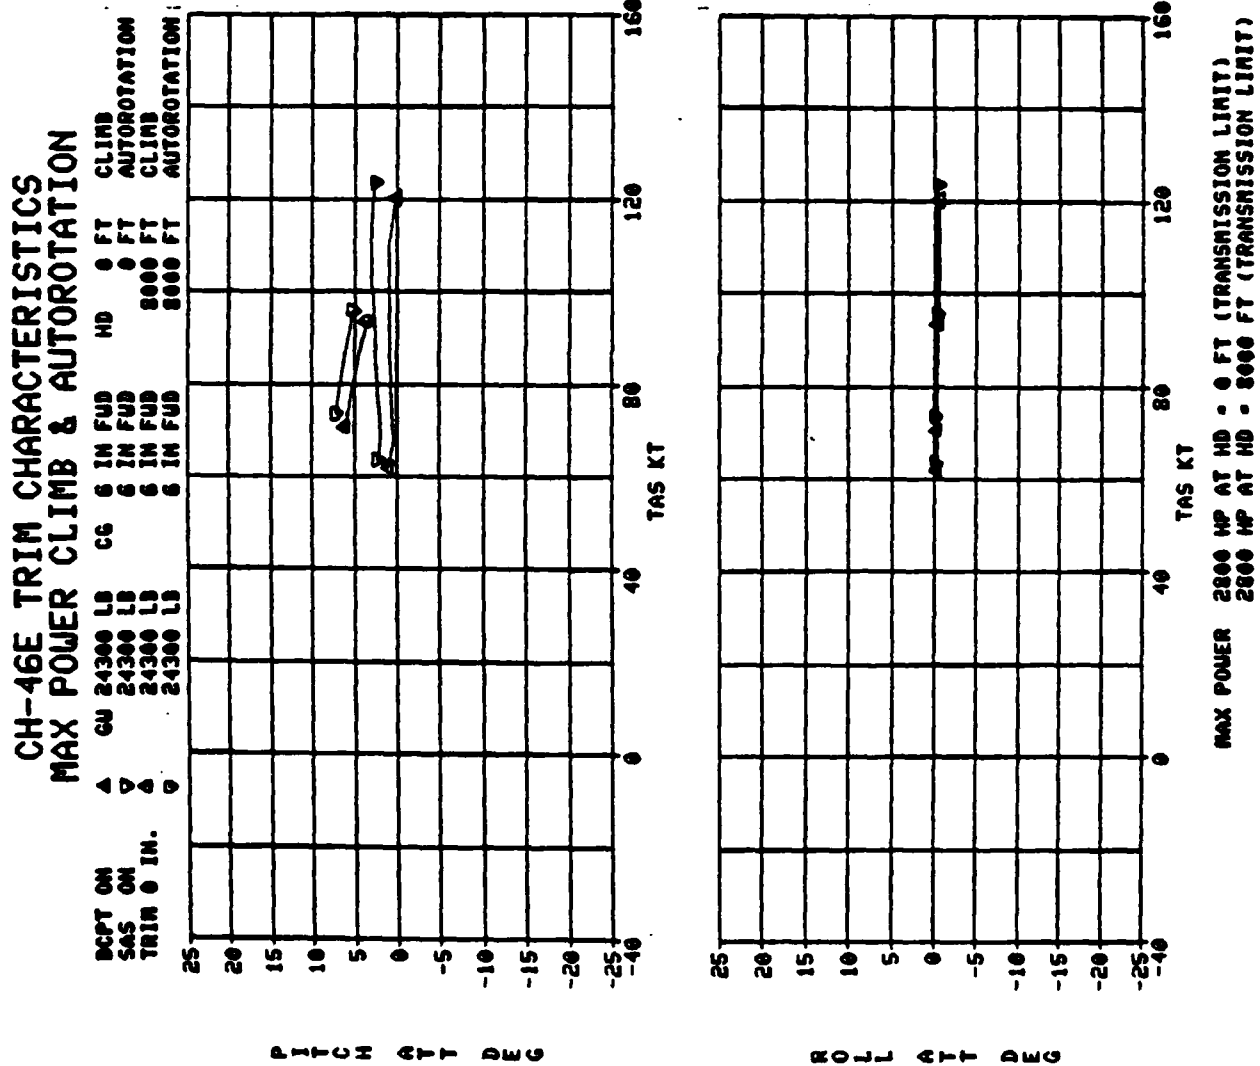 CH-46E TRIM CHARACTERISTICS
MAX POWER CLIMB & AUTOROTATION
DCPT ON GW 24300 LB CG 6 IN FWD HD 0 FT CLIMB
SAS ON 24300 LB 6 IN FWD 0 FT AUTOROTATION
TRIM 0 IN. 24300 LB 6 IN FWD 8000 FT CLIMB
24300 LB 6 IN FWD 8000 FT AUTOROTATION
PITCH ATT DEG
25
20
15
10
5
0
-5
-10
-15
-20
-25
-40 0 40 80 120 160
TAS KT
ROLL ATT DEG
25
20
15
10
5
0
-5
-10
-15
-20
-25
-40 0 40 80 120 160
TAS KT
MAX POWER 2800 HP AT HD = 0 FT (TRANSMISSION LIMIT)
2800 HP AT HD = 8000 FT (TRANSMISSION LIMIT)